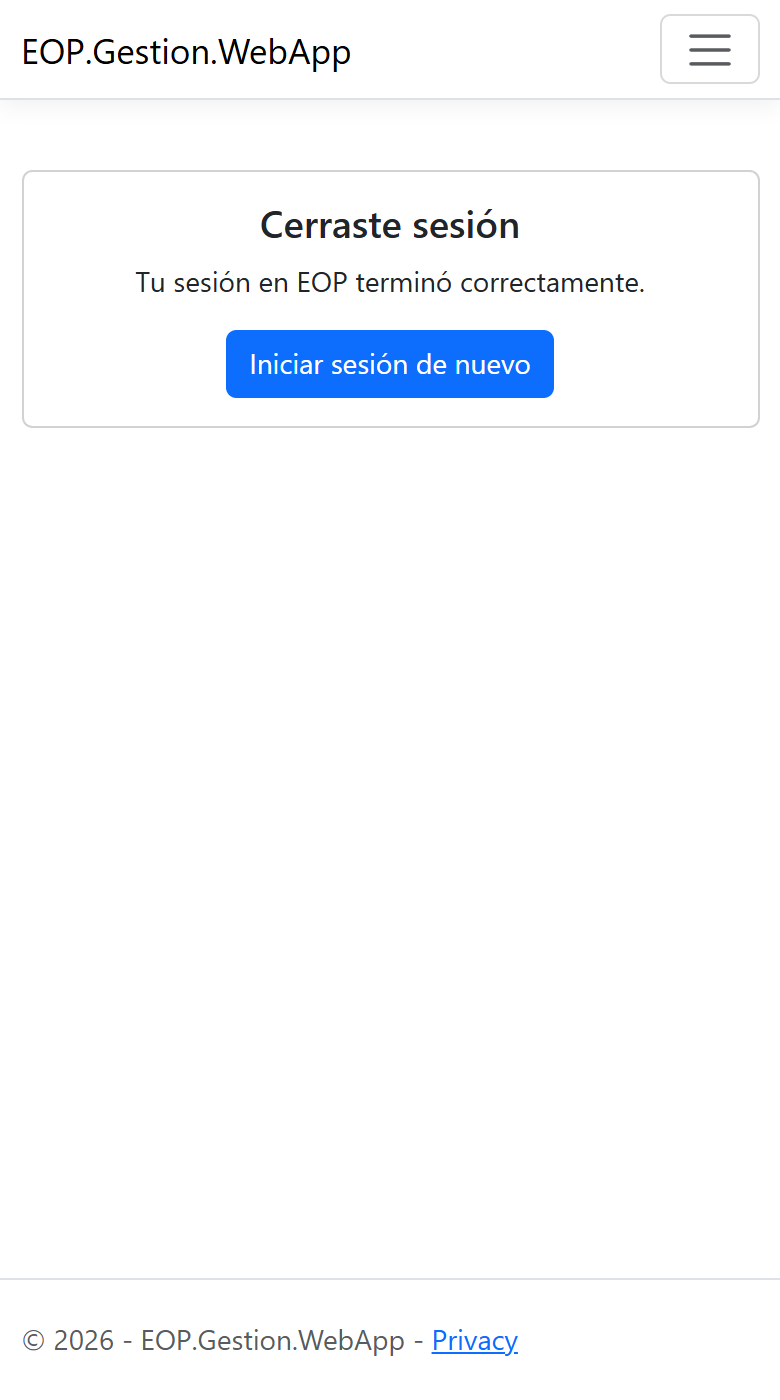 EOP.Gestion.WebApp
Cerraste sesión
Tu sesión en EOP terminó correctamente.
Iniciar sesión de nuevo
© 2026 - EOP.Gestion.WebApp - Privacy